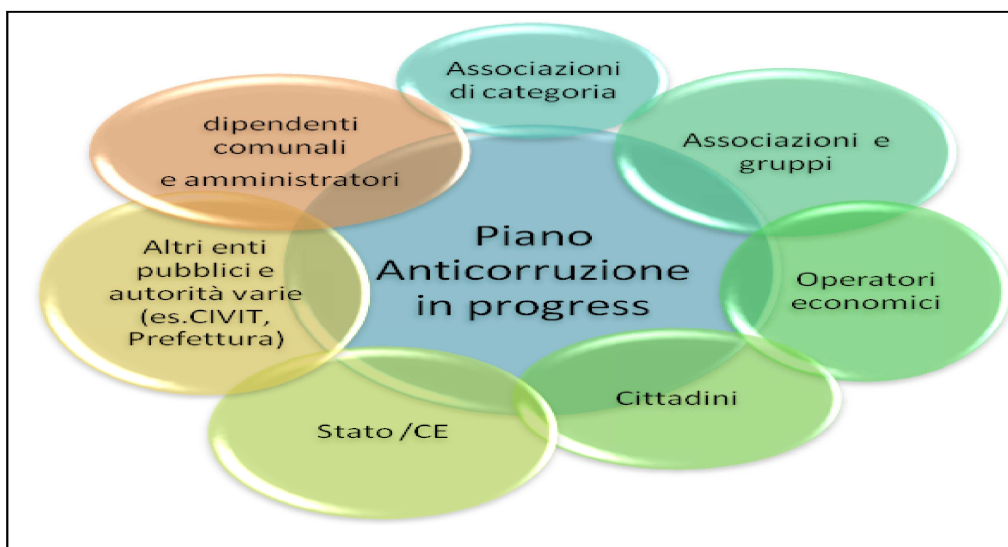 Associazioni
di categoria
Associazioni e
gruppi
Operatori
economici
Cittadini
Stato /CE
Altri enti
pubblici e
autorità varie
(es.CIVIT,
Prefettura)
dipendenti
comunali
e amministratori
Piano
Anticorruzione
in progress